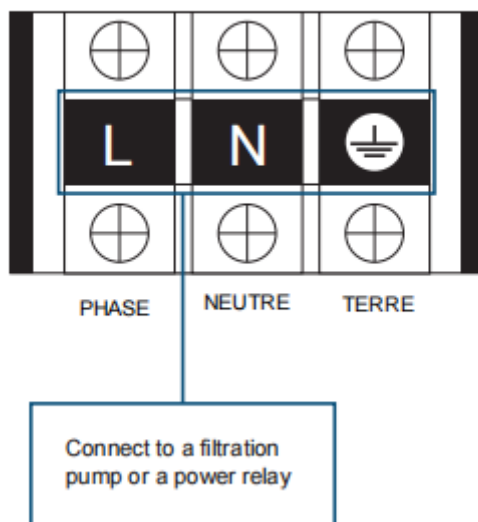 L N
PHASE NEUTRE TERRE
Connect to a filtration
pump or a power relay